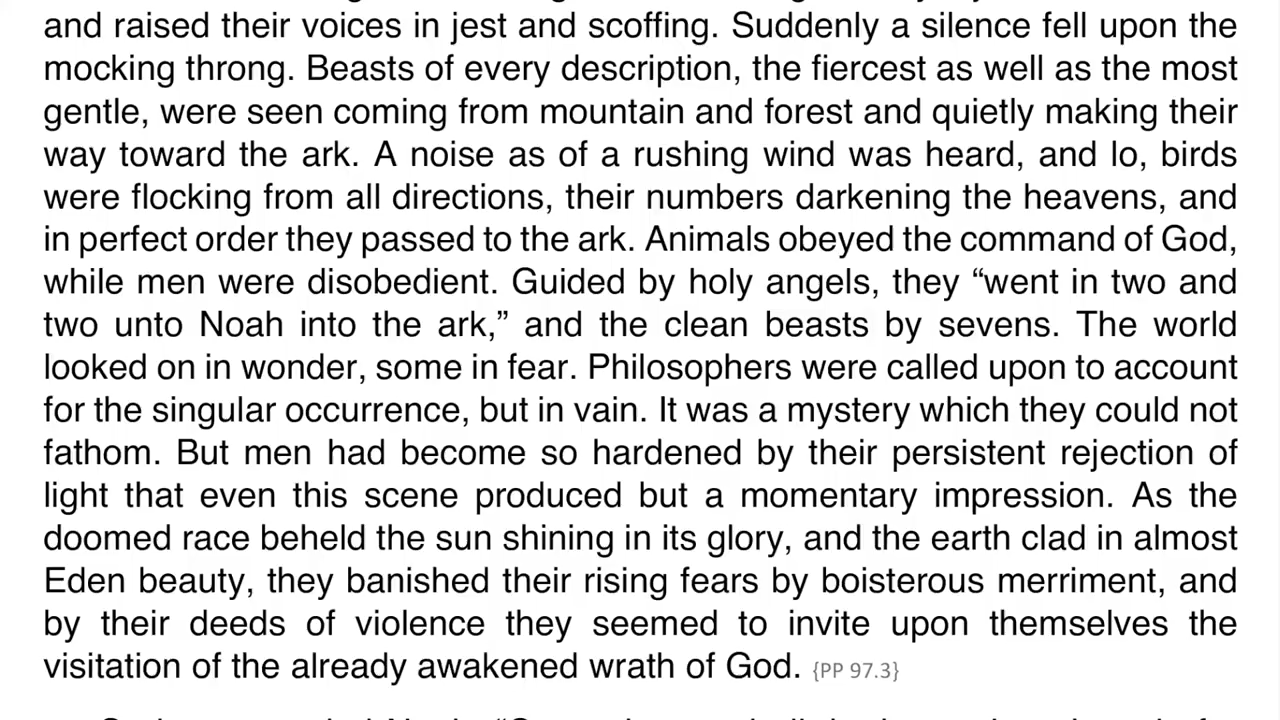 and raised their voices in jest and scoffing. Suddenly a silence fell upon the
mocking throng. Beasts of every description, the fiercest as well as the most
gentle, were seen coming from mountain and forest and quietly making their
way toward the ark. A noise as of a rushing wind was heard, and lo, birds
were flocking from all directions, their numbers darkening the heavens, and
in perfect order they passed to the ark. Animals obeyed the command of God,
while men were disobedient. Guided by holy angels, they “went in two and
two unto Noah into the ark,” and the clean beasts by sevens. The world
looked on in wonder, some in fear. Philosophers were called upon to account
for the singular occurrence, but in vain. It was a mystery which they could not
fathom. But men had become so hardened by their persistent rejection of
light that even this scene produced but a momentary impression. As the
doomed race beheld the sun shining in its glory, and the earth clad in almost
Eden beauty, they banished their rising fears by boisterous merriment, and
by their deeds of violence they seemed to invite upon themselves the
visitation of the already awakened wrath of God. {PP 97.3}